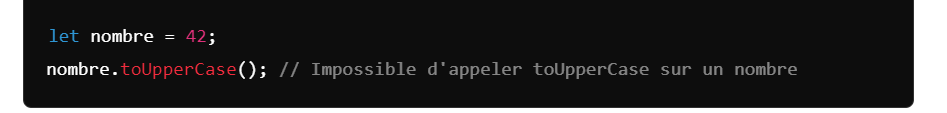 let nombre = 42;
nombre.toUpperCase(); // Impossible d'appeler toUpperCase sur un nombre